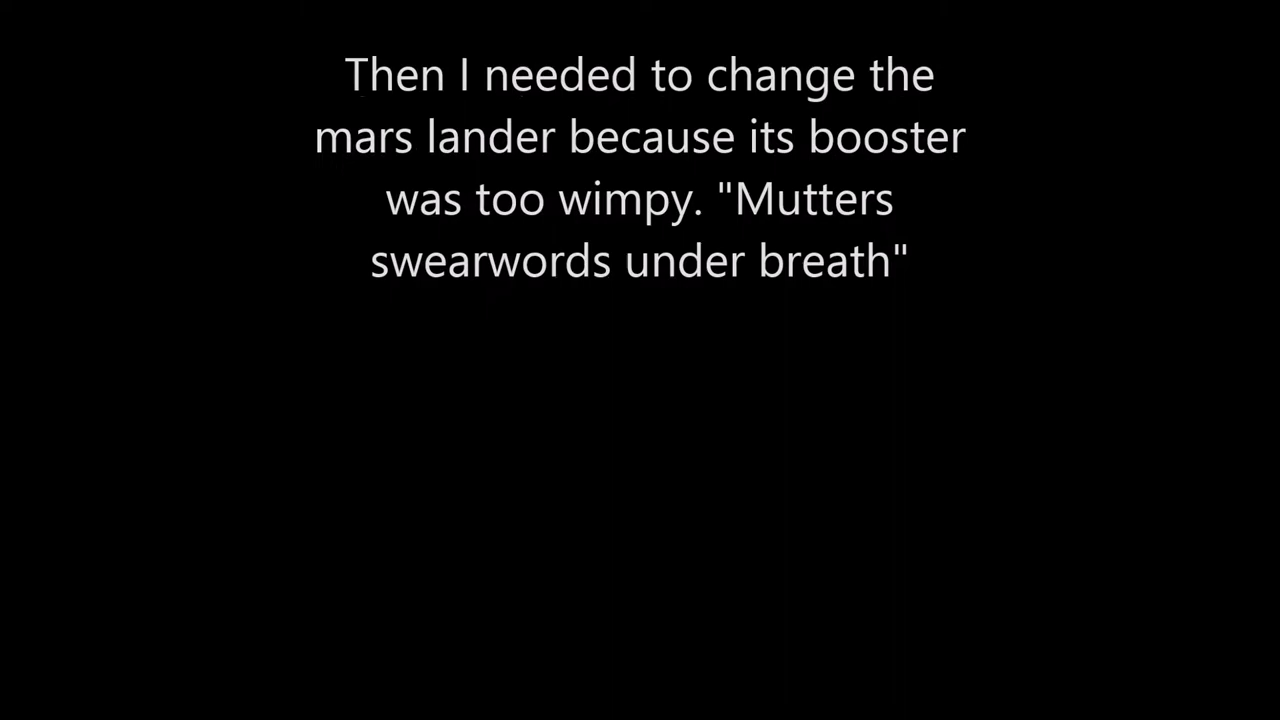 Then I needed to change the
mars lander because its booster
was too wimpy. "Mutters
swearwords under breath"